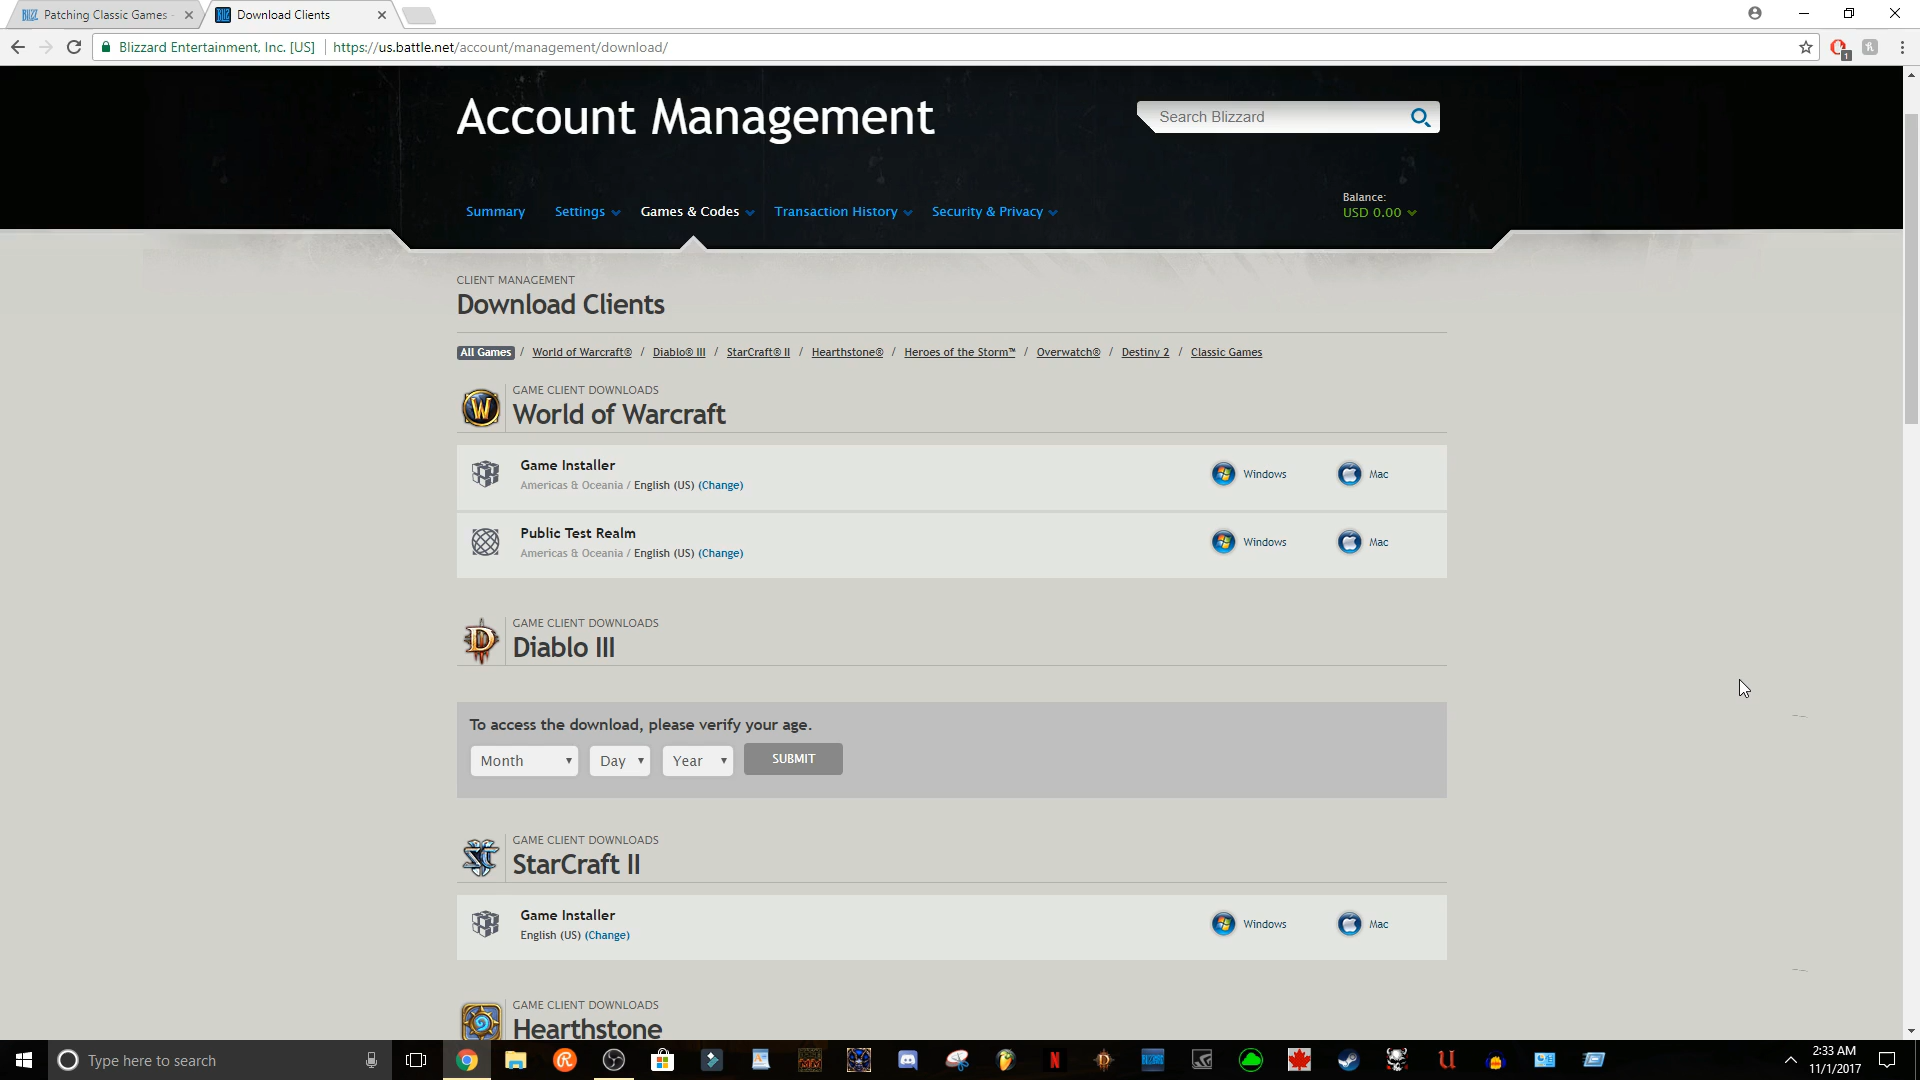 Patching Classic Games -
Download Clients
Blizzard Entertainment, Inc. [US]
https://us.battle.net/account/management/download/
Account Management
Search Blizzard
Summary
Settings
Games & Codes
Transaction History
Security & Privacy
Balance:
USD 0.00
CLIENT MANAGEMENT
Download Clients
All Games / World of Warcraft® / Diablo® III / StarCraft® II / Hearthstone® / Heroes of the Storm™ / Overwatch® / Destiny 2 / Classic Games
GAME CLIENT DOWNLOADS
World of Warcraft
Game Installer
Americas & Oceania / English (US) (Change)
Windows
Mac
Public Test Realm
Americas & Oceania / English (US) (Change)
Windows
Mac
GAME CLIENT DOWNLOADS
Diablo III
To access the download, please verify your age.
Month
Day
Year
SUBMIT
GAME CLIENT DOWNLOADS
StarCraft II
Game Installer
English (US) (Change)
Windows
Mac
GAME CLIENT DOWNLOADS
Hearthstone
Type here to search
2:33 AM
11/1/2017